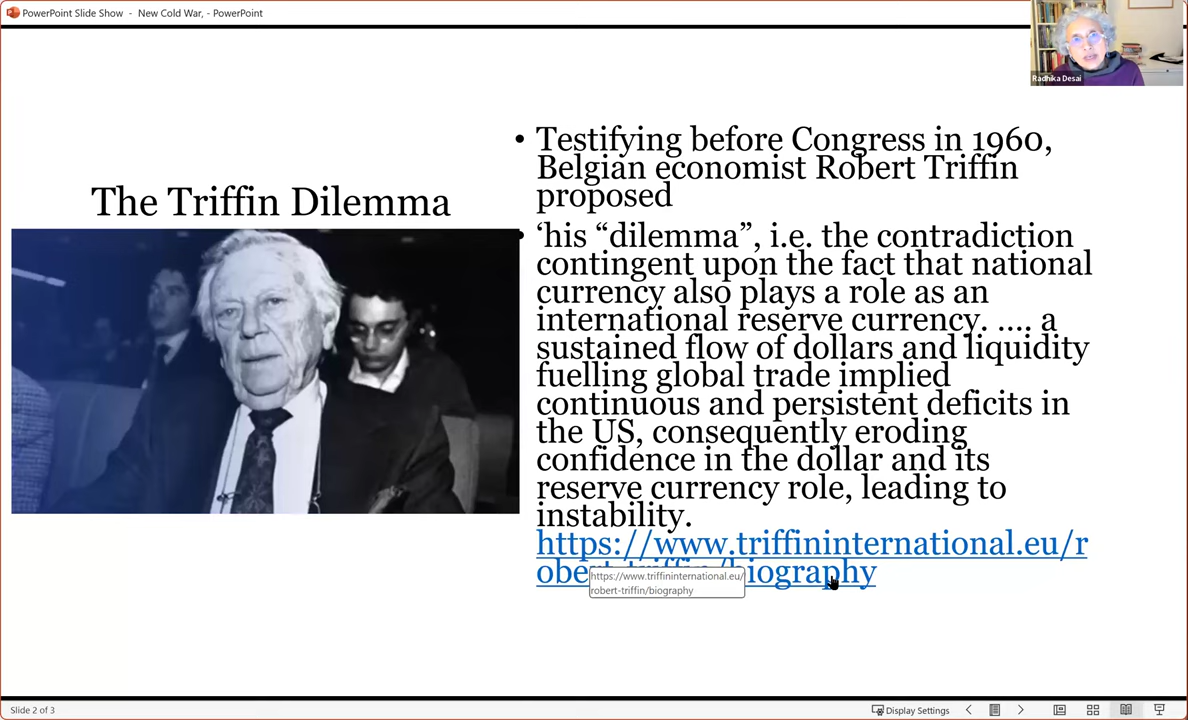 PowerPoint Slide Show - New Cold War, - PowerPoint
Radhika Desai
The Triffin Dilemma
• Testifying before Congress in 1960,
Belgian economist Robert Triffin
proposed
• ‘his “dilemma”, i.e. the contradiction
contingent upon the fact that national
currency also plays a role as an
international reserve currency. …. a
sustained flow of dollars and liquidity
fuelling global trade implied
continuous and persistent deficits in
the US, consequently eroding
confidence in the dollar and its
reserve currency role, leading to
instability.
https://www.triffininternational.eu/r
obert-triffin/biography
https://www.triffininternational.eu/
robert-triffin/biography
Slide 2 of 3
Display Settings